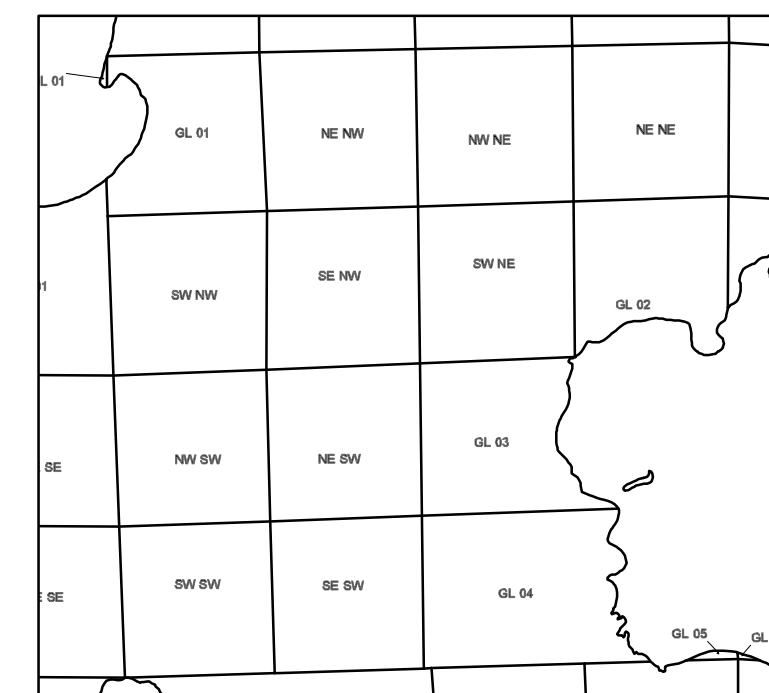 L 01
GL 01
NE NW
NW NE
NE NE
SW NW
SE NW
SW NE
GL 02
SE
NW SW
NE SW
GL 03
SE
SW SW
SE SW
GL 04
GL 05
GL